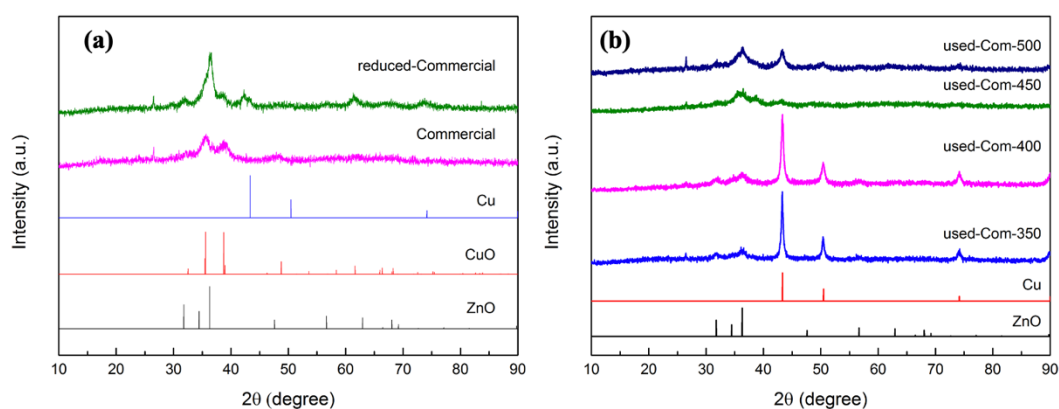 (a)
reduced-Commercial
Commercial
Cu
CuO
ZnO
Intensity (a.u.)
10 20 30 40 50 60 70 80 90
2θ (degree)
(b)
used-Com-500
used-Com-450
used-Com-400
used-Com-350
Cu
ZnO
Intensity (a.u.)
10 20 30 40 50 60 70 80 90
2θ (degree)